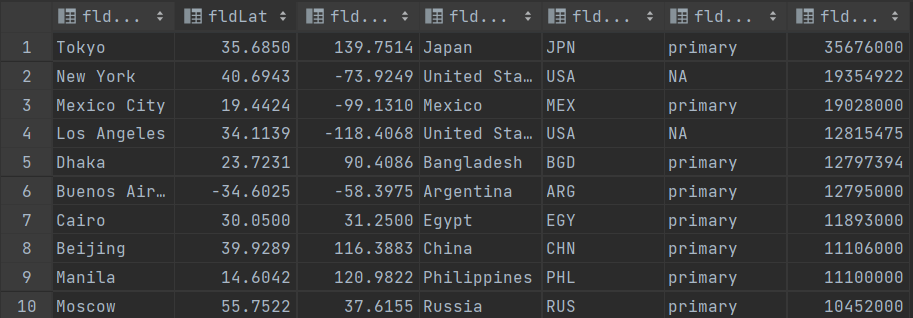 fld... fldLat fld... fld... fld... fld... fld...
1 Tokyo 35.6850 139.7514 Japan JPN primary 35676000
2 New York 40.6943 -73.9249 United Sta... USA NA 19354922
3 Mexico City 19.4424 -99.1310 Mexico MEX primary 19028000
4 Los Angeles 34.1139 -118.4068 United Sta... USA NA 12815475
5 Dhaka 23.7231 90.4086 Bangladesh BGD primary 12797394
6 Buenos Air... -34.6025 -58.3975 Argentina ARG primary 12795000
7 Cairo 30.0500 31.2500 Egypt EGY primary 11893000
8 Beijing 39.9289 116.3883 China CHN primary 11106000
9 Manila 14.6042 120.9822 Philippines PHL primary 11100000
10 Moscow 55.7522 37.6155 Russia RUS primary 10452000